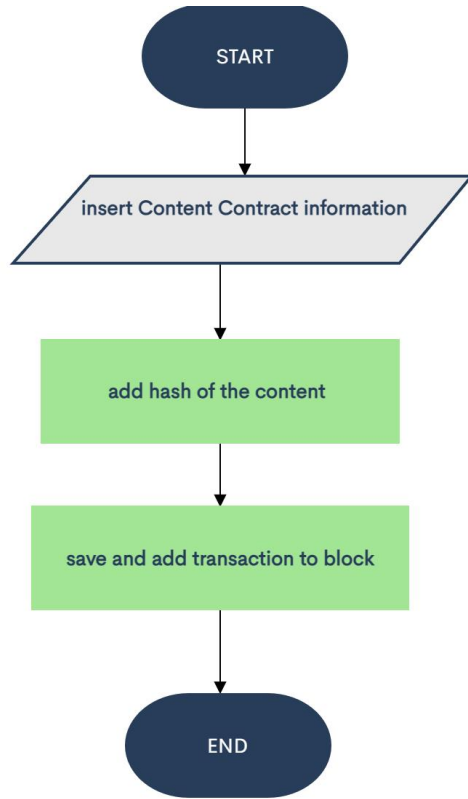 START
insert Content Contract information
add hash of the content
save and add transaction to block
END